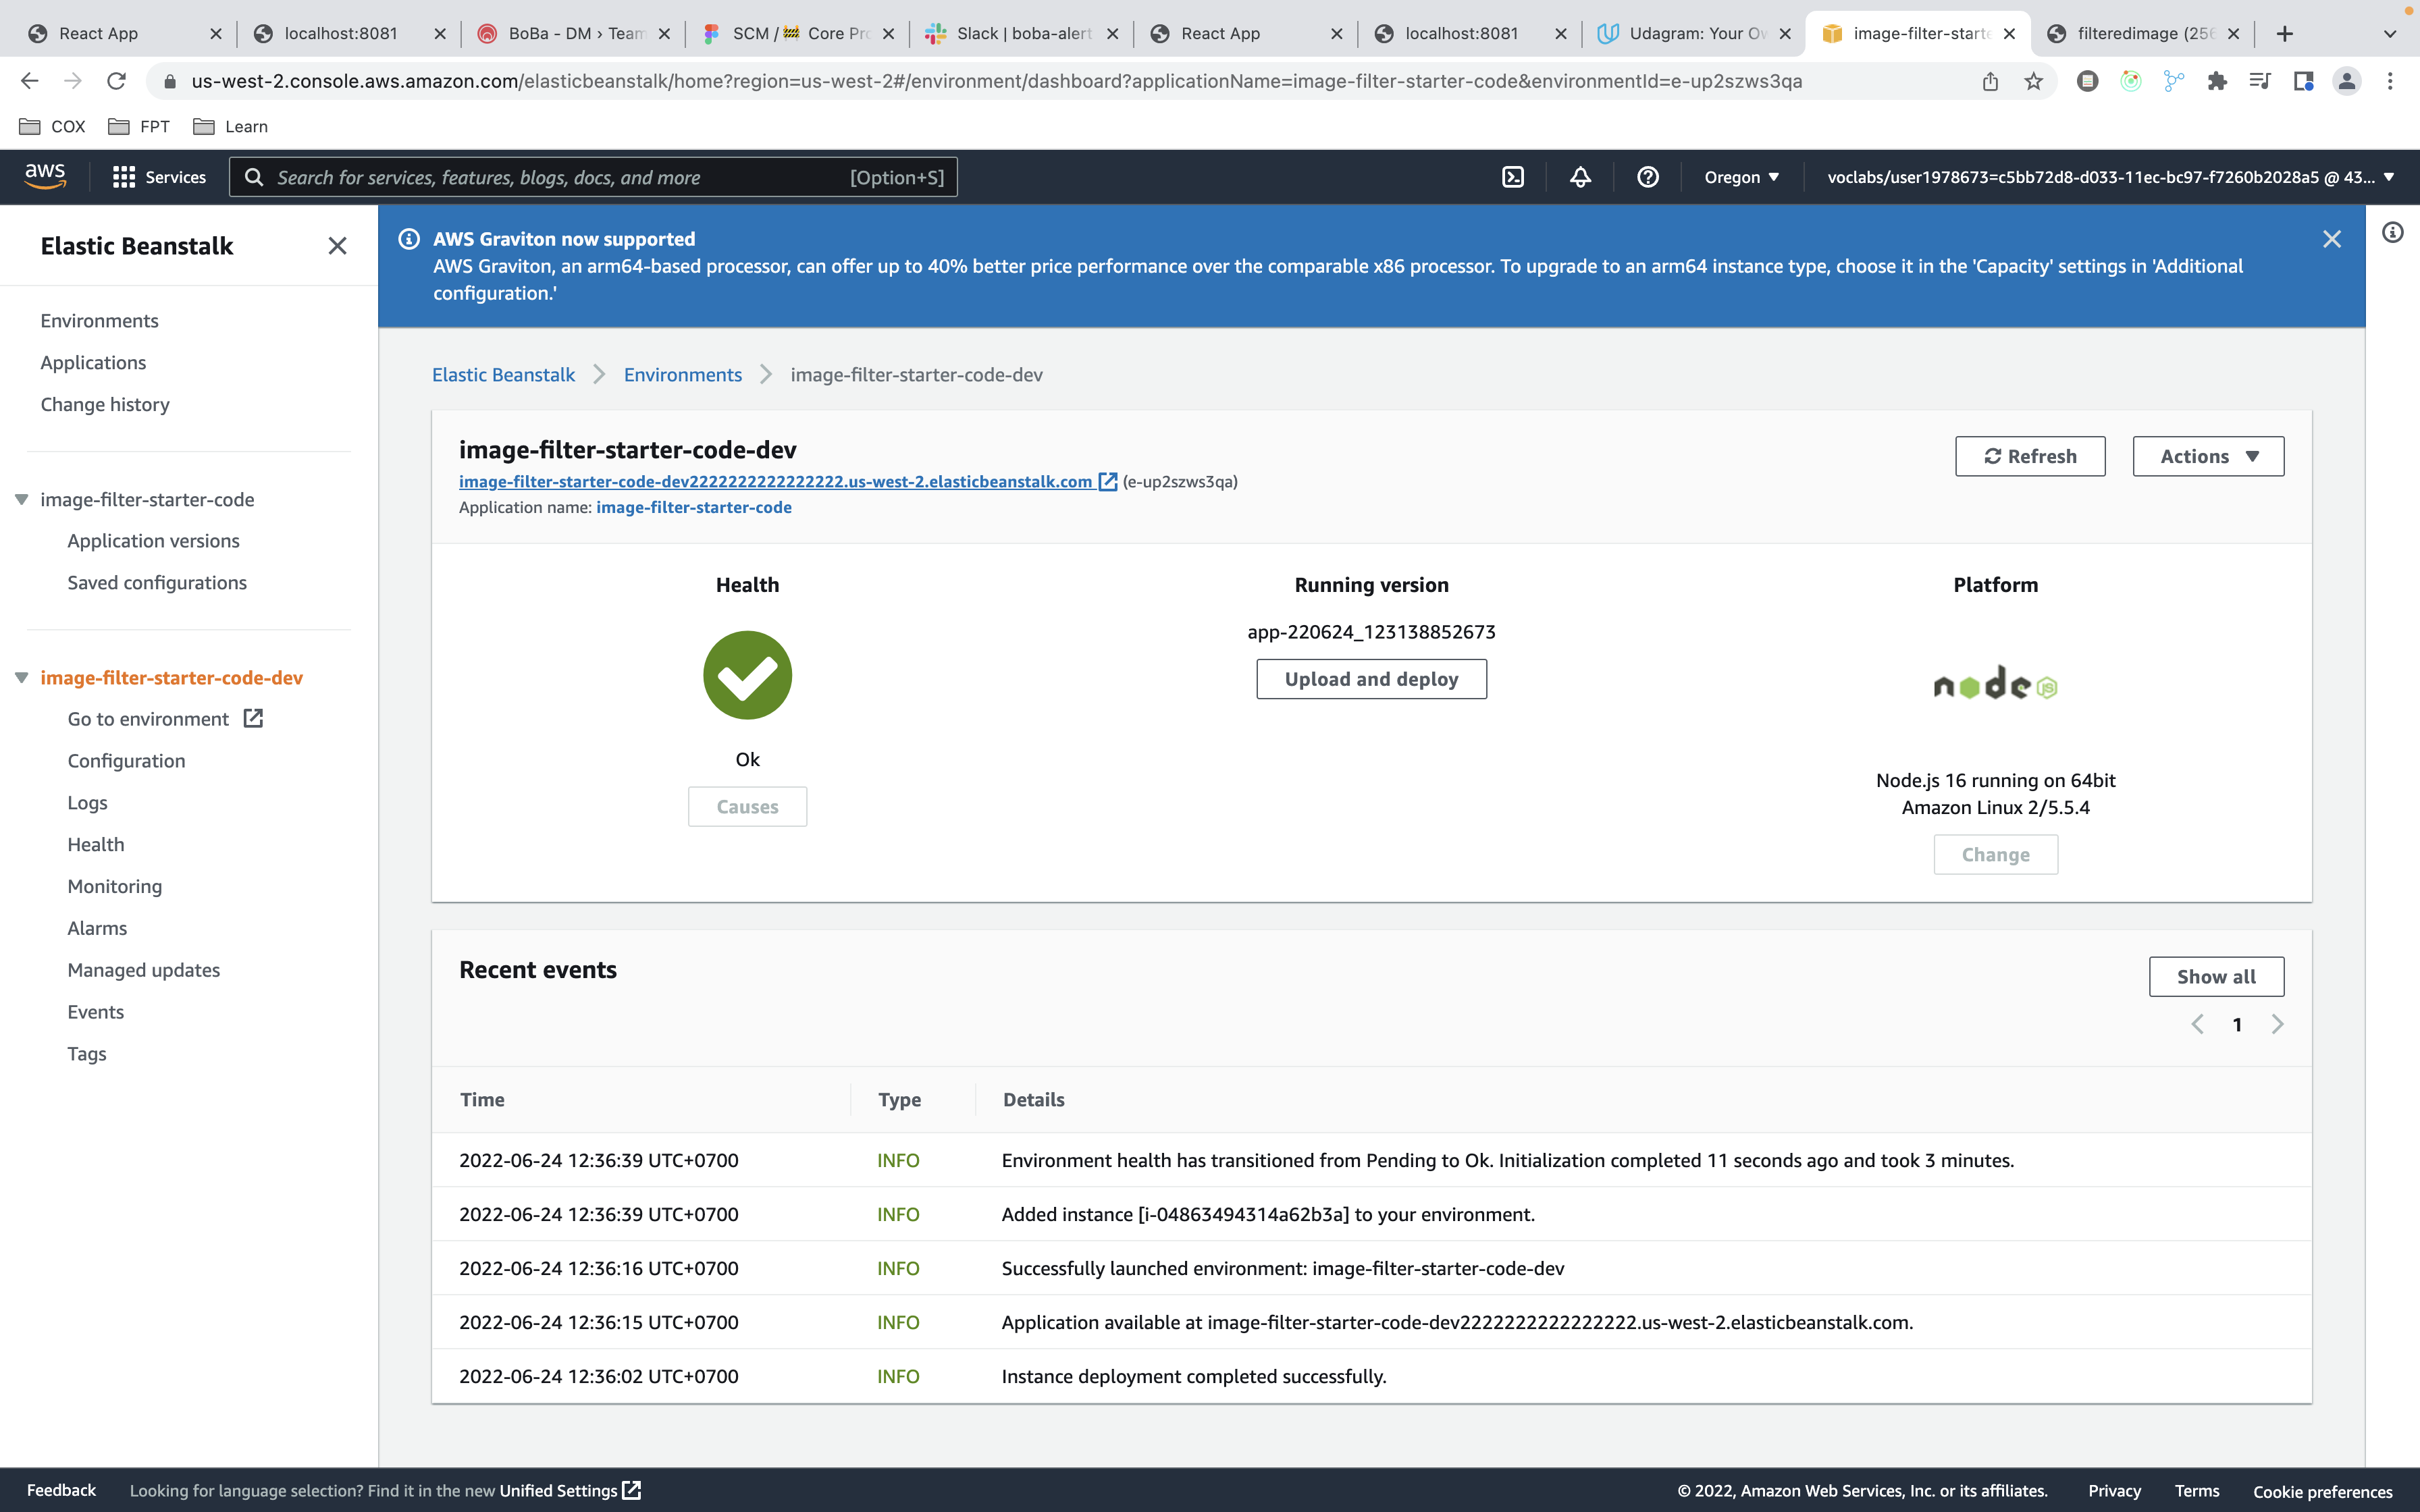 React App
localhost:8081
BoBa - DM › Team
SCM / 🚧 Core Pro
Slack | boba-alert
React App
localhost:8081
Udagram: Your Ow
image-filter-starte
filteredimage (256
us-west-2.console.aws.amazon.com/elasticbeanstalk/home?region=us-west-2#/environment/dashboard?applicationName=image-filter-starter-code&environmentId=e-up2szws3qa
COX
FPT
Learn
aws
Services
Search for services, features, blogs, docs, and more
[Option+S]
Oregon
voclabs/user1978673=c5bb72d8-d033-11ec-bc97-f7260b2028a5 @ 43...
Elastic Beanstalk
Environments
Applications
Change history
image-filter-starter-code
Application versions
Saved configurations
image-filter-starter-code-dev
Go to environment
Configuration
Logs
Health
Monitoring
Alarms
Managed updates
Events
Tags
AWS Graviton now supported
AWS Graviton, an arm64-based processor, can offer up to 40% better price performance over the comparable x86 processor. To upgrade to an arm64 instance type, choose it in the 'Capacity' settings in 'Additional
configuration.'
Elastic Beanstalk
Environments
image-filter-starter-code-dev
image-filter-starter-code-dev
image-filter-starter-code-dev2222222222222222.us-west-2.elasticbeanstalk.com (e-up2szws3qa)
Application name: image-filter-starter-code
Refresh
Actions
Health
Ok
Causes
Running version
app-220624_123138852673
Upload and deploy
Platform
node JS
Node.js 16 running on 64bit
Amazon Linux 2/5.5.4
Change
Recent events
Show all
1
Time Type Details
2022-06-24 12:36:39 UTC+0700 INFO Environment health has transitioned from Pending to Ok. Initialization completed 11 seconds ago and took 3 minutes.
2022-06-24 12:36:39 UTC+0700 INFO Added instance [i-04863494314a62b3a] to your environment.
2022-06-24 12:36:16 UTC+0700 INFO Successfully launched environment: image-filter-starter-code-dev
2022-06-24 12:36:15 UTC+0700 INFO Application available at image-filter-starter-code-dev2222222222222222.us-west-2.elasticbeanstalk.com.
2022-06-24 12:36:02 UTC+0700 INFO Instance deployment completed successfully.
Feedback
Looking for language selection? Find it in the new Unified Settings
© 2022, Amazon Web Services, Inc. or its affiliates.
Privacy
Terms
Cookie preferences